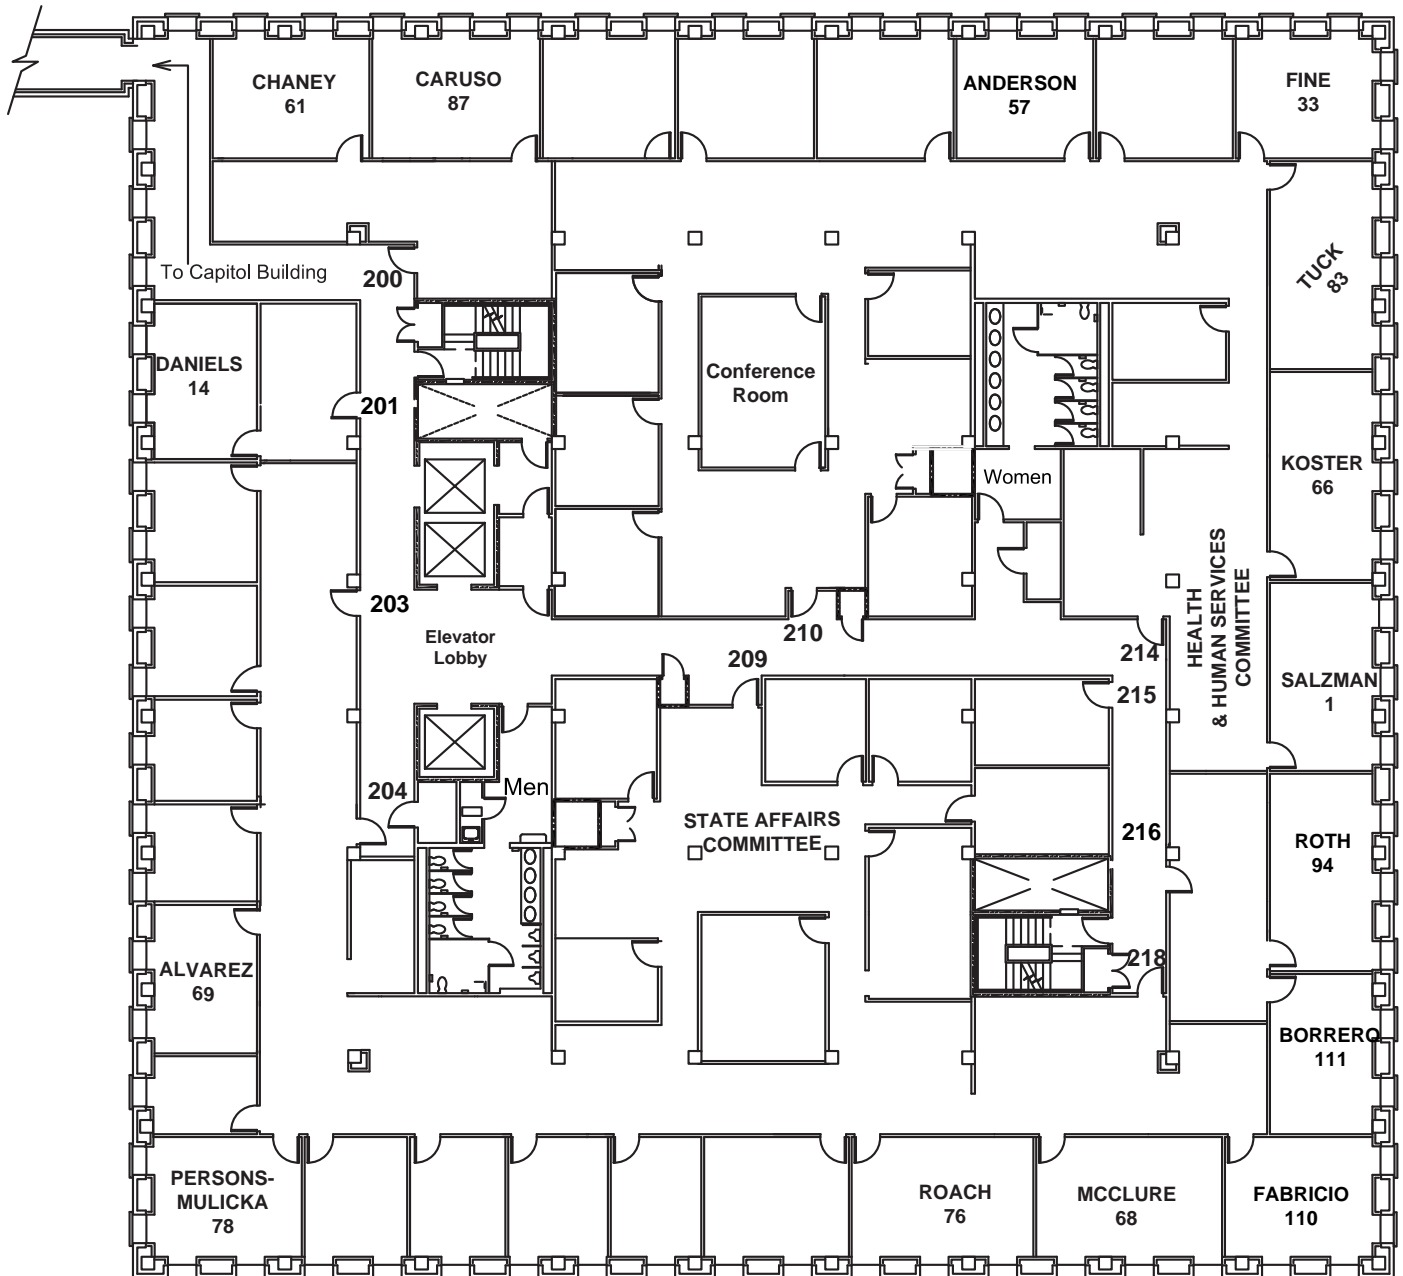 CHANEY
61
CARUSO
87
ANDERSON
57
FINE
33
TUCK
83
To Capitol Building
200
DANIELS
14
201
Conference
Room
KOSTER
66
Women
HEALTH
& HUMAN SERVICES
COMMITTEE
203
Elevator
Lobby
210
209
214
215
SALZMAN
1
204
Men
STATE AFFAIRS
COMMITTEE
216
ROTH
94
218
ALVAREZ
69
BORRERO
111
PERSONS-
MULICKA
78
ROACH
76
MCCLURE
68
FABRICIO
110